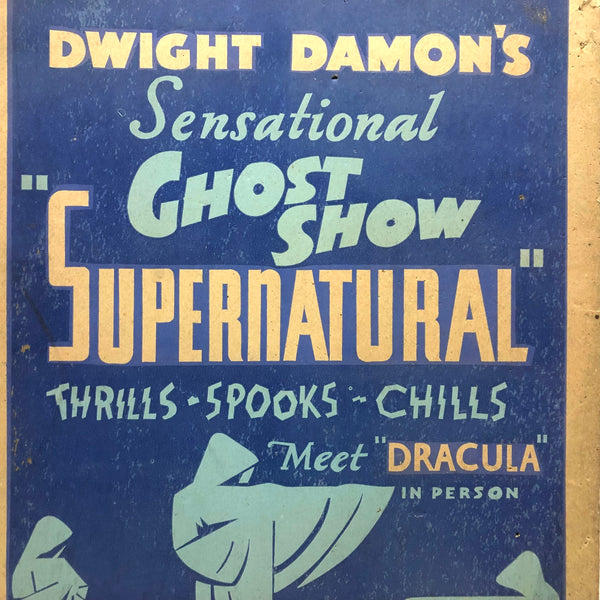 DWIGHT DAMON'S
Sensational
GHOST
SHOW
"SUPERNATURAL"
THRILLS - SPOOKS - CHILLS
Meet "DRACULA"
IN PERSON